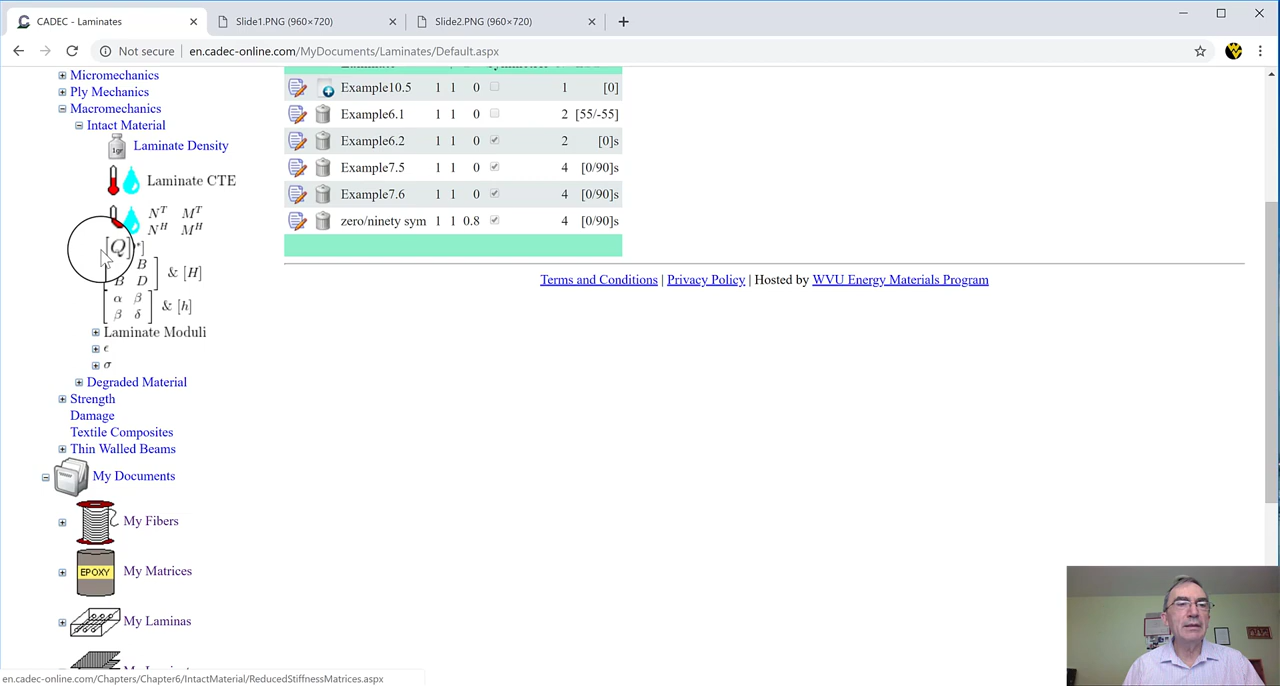 CADEC - Laminates
Slide1.PNG (960×720)
Slide2.PNG (960×720)
Not secure
en.cadec-online.com/MyDocuments/Laminates/Default.aspx
Micromechanics
Ply Mechanics
Macromechanics
Intact Material
1gr
Laminate Density
Laminate CTE
N^T M^T
N^H M^H
[Q]
B
B D
& [H]
α β
β δ
& [h]
Laminate Moduli
ϵ
σ
Degraded Material
Strength
Damage
Textile Composites
Thin Walled Beams
My Documents
My Fibers
EPOXY
My Matrices
My Laminas
Example10.5 1 1 0 1 [0]
Example6.1 1 1 0 2 [55/-55]
Example6.2 1 1 0 2 [0]s
Example7.5 1 1 0 4 [0/90]s
Example7.6 1 1 0 4 [0/90]s
zero/ninety sym 1 1 0.8 4 [0/90]s
Terms and Conditions | Privacy Policy | Hosted by WVU Energy Materials Program
en.cadec-online.com/Chapters/Chapter6/IntactMaterial/ReducedStiffnessMatrices.aspx